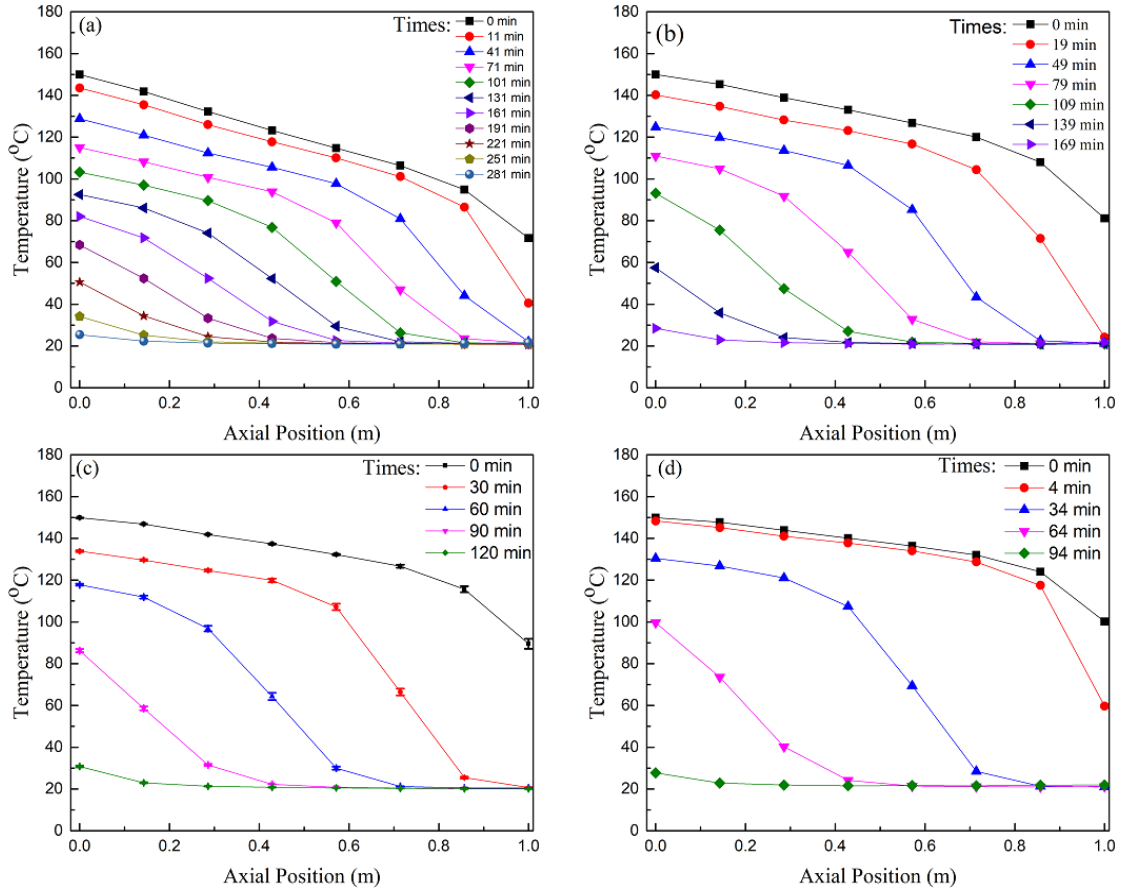 (a)
Times:
0 min
11 min
41 min
71 min
101 min
131 min
161 min
191 min
221 min
251 min
281 min
180
160
140
120
100
80
60
40
20
0
0.0 0.2 0.4 0.6 0.8 1.0
Temperature (°C)
Axial Position (m)
(b)
Times:
0 min
19 min
49 min
79 min
109 min
139 min
169 min
180
160
140
120
100
80
60
40
20
0
0.0 0.2 0.4 0.6 0.8 1.0
Temperature (°C)
Axial Position (m)
(c)
Times:
0 min
30 min
60 min
90 min
120 min
180
160
140
120
100
80
60
40
20
0
0.0 0.2 0.4 0.6 0.8 1.0
Temperature (°C)
Axial Position (m)
(d)
Times:
0 min
4 min
34 min
64 min
94 min
180
160
140
120
100
80
60
40
20
0
0.0 0.2 0.4 0.6 0.8 1.0
Temperature (°C)
Axial Position (m)